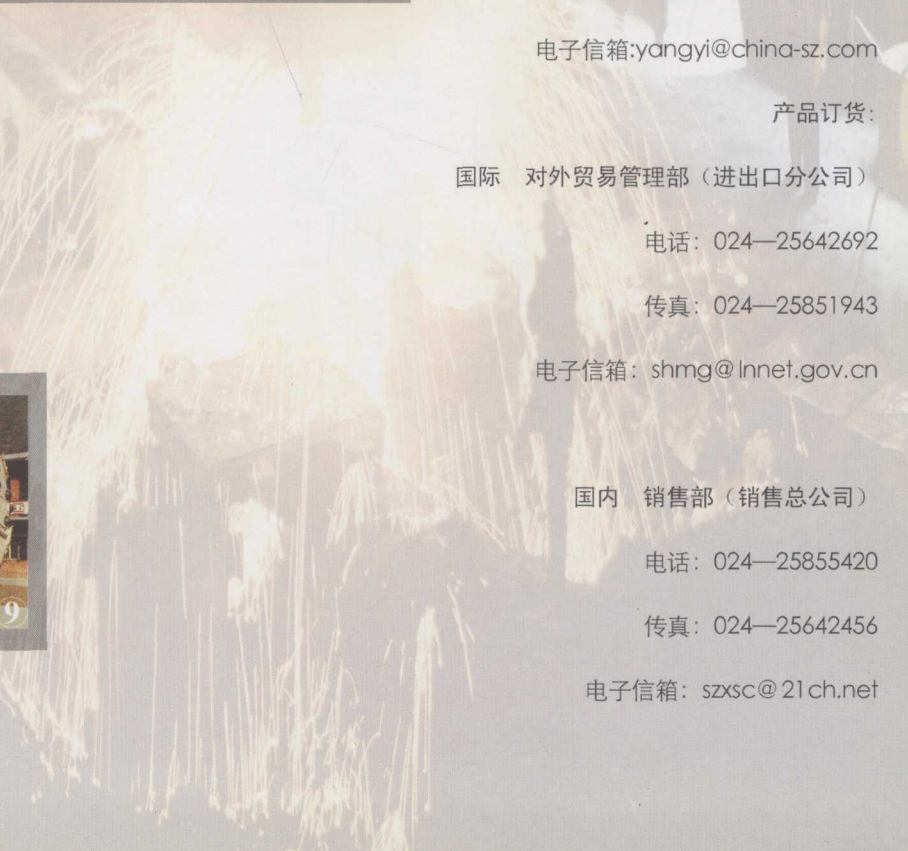 电子信箱:yangyi@china-sz.com
产品订货:
国际 对外贸易管理部（进出口分公司）
电话: 024—25642692
传真: 024—25851943
电子信箱: shmg@lnnet.gov.cn
国内 销售部（销售总公司）
电话: 024—25855420
传真: 024—25642456
电子信箱: szxsc@21ch.net
9